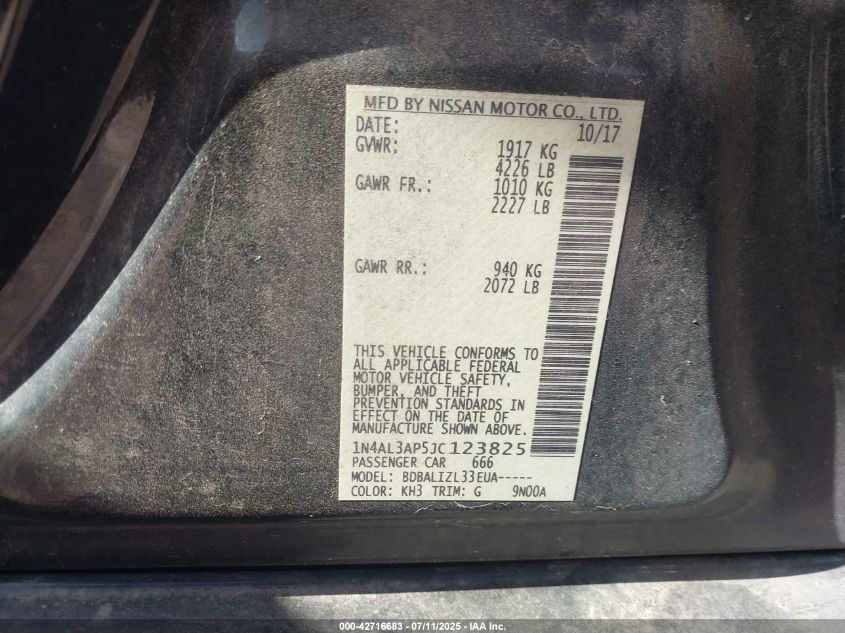 MFD BY NISSAN MOTOR CO., LTD.
DATE: 10/17
GVWR: 1917 KG
4226 LB
GAWR FR.: 1010 KG
2227 LB
GAWR RR.: 940 KG
2072 LB
THIS VEHICLE CONFORMS TO
ALL APPLICABLE FEDERAL
MOTOR VEHICLE SAFETY,
BUMPER, AND THEFT
PREVENTION STANDARDS IN
EFFECT ON THE DATE OF
MANUFACTURE SHOWN ABOVE.
1N4AL3AP5JC123825
PASSENGER CAR 666
MODEL: BDBALIZL33EUA-----
COLOR: KH3 TRIM: G 9N00A
000-42716683 - 07/11/2025 - IAA Inc.